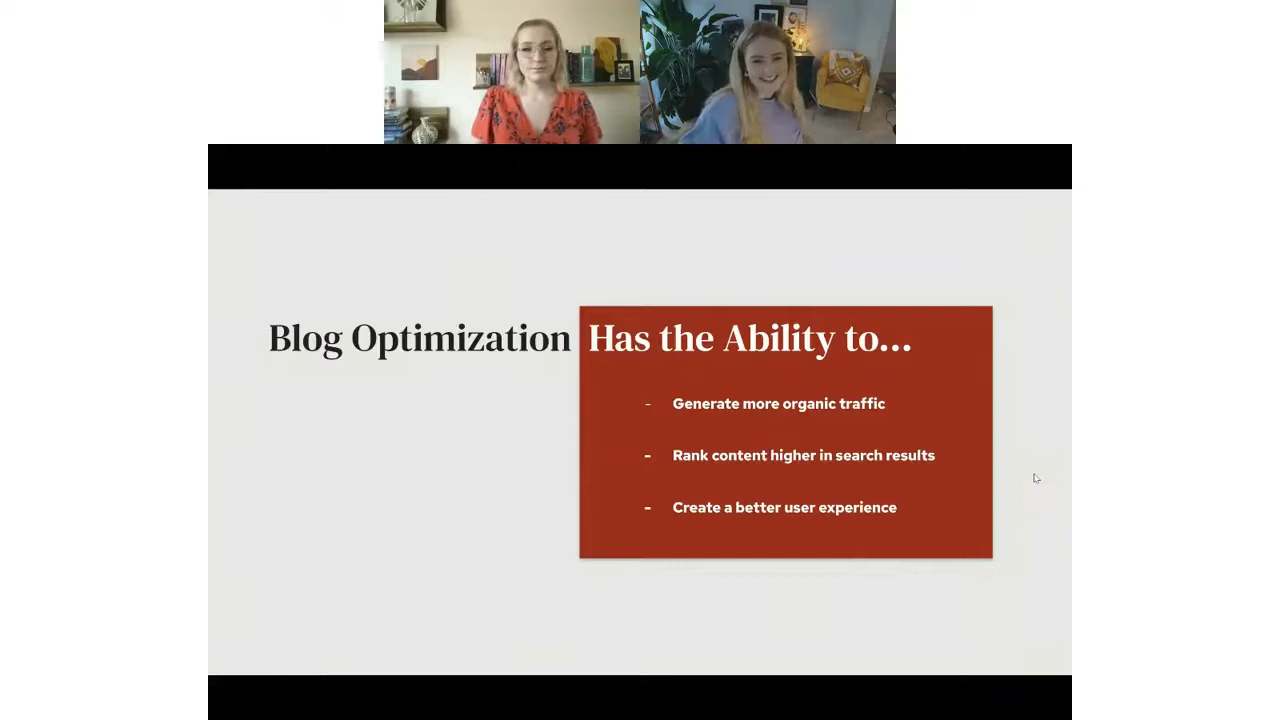 Blog Optimization Has the Ability to...
- Generate more organic traffic
- Rank content higher in search results
- Create a better user experience